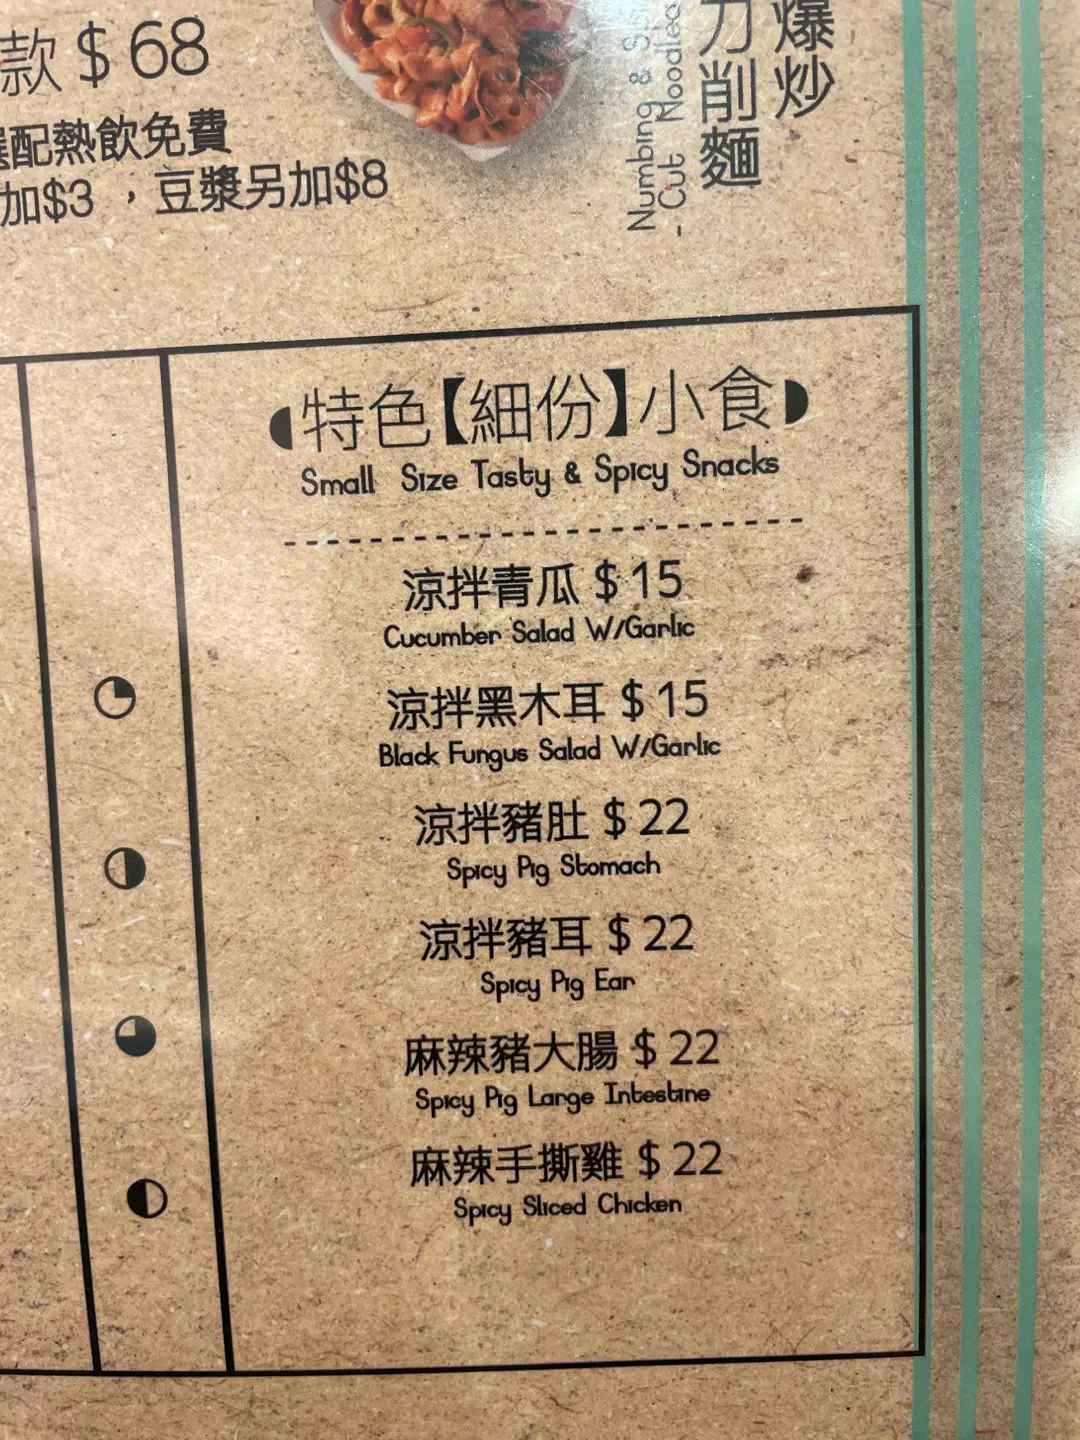 款 $ 68
配熱飲免費
加$3 ，豆漿另加$8
爆炒
刀削麵
Numbing &
- Cut Noodles
特色【細份】小食
Small Size Tasty & Spicy Snacks
涼拌青瓜 $ 15
Cucumber Salad W/Garlic
涼拌黑木耳 $ 15
Black Fungus Salad W/Garlic
涼拌豬肚 $ 22
Spicy Pig Stomach
涼拌豬耳 $ 22
Spicy Pig Ear
麻辣豬大腸 $ 22
Spicy Pig Large Intestine
麻辣手撕雞 $ 22
Spicy Sliced Chicken